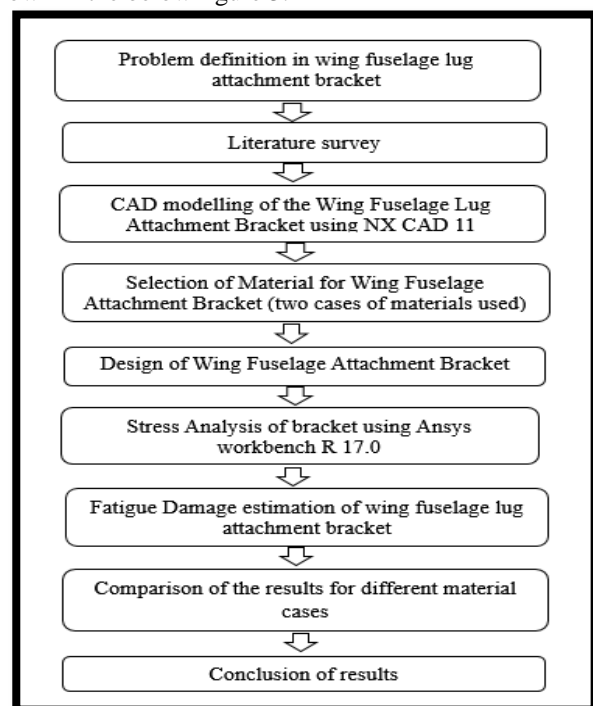 Problem definition in wing fuselage lug
attachment bracket
Literature survey
CAD modelling of the Wing Fuselage Lug
Attachment Bracket using NX CAD 11
Selection of Material for Wing Fuselage
Attachment Bracket (two cases of materials used)
Design of Wing Fuselage Attachment Bracket
Stress Analysis of bracket using Ansys
workbench R 17.0
Fatigue Damage estimation of wing fuselage lug
attachment bracket
Comparison of the results for different material
cases
Conclusion of results